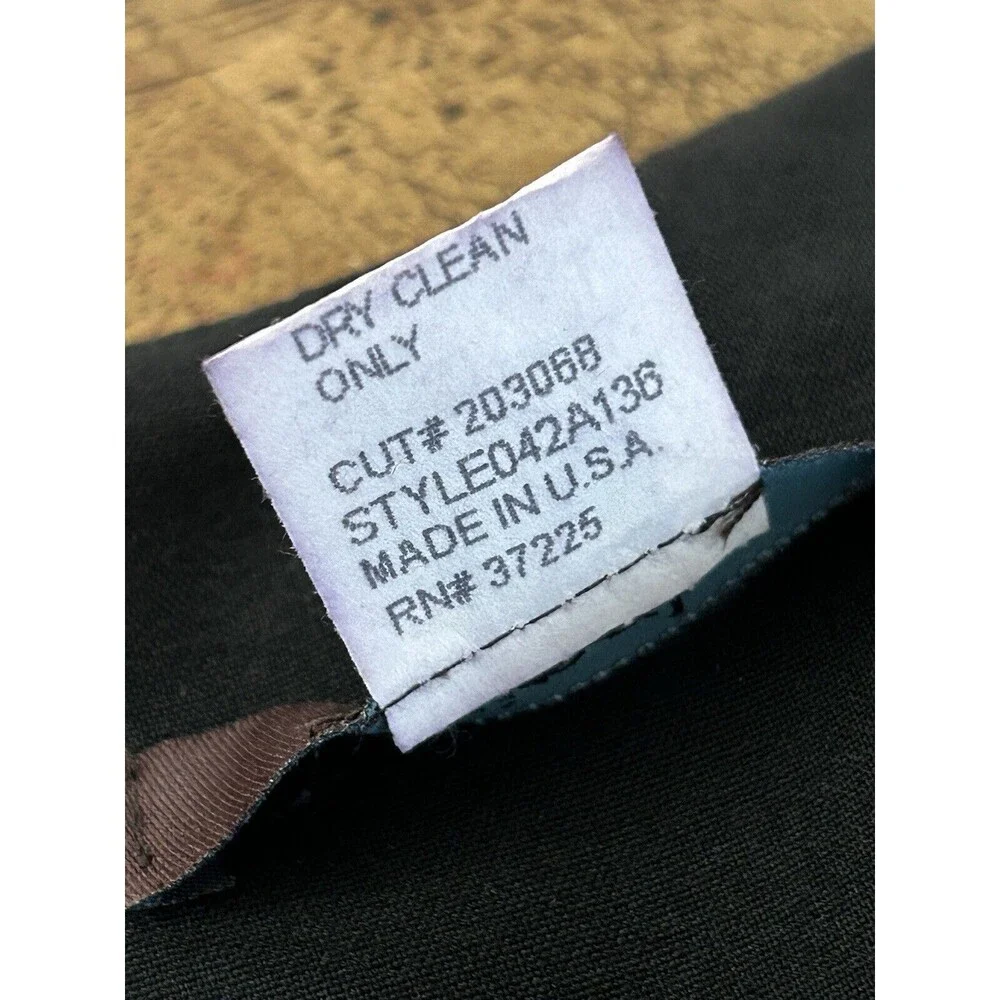 DRY CLEAN
ONLY
CUT# 203068
STYLE042A136
MADE IN U.S.A.
RN# 37225